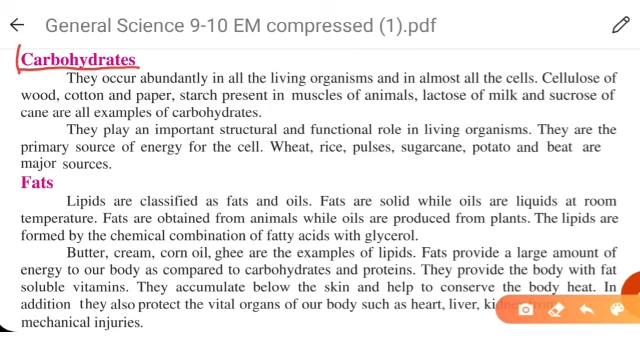 General Science 9-10 EM compressed (1).pdf
Carbohydrates
They occur abundantly in all the living organisms and in almost all the cells. Cellulose of
wood, cotton and paper, starch present in muscles of animals, lactose of milk and sucrose of
cane are all examples of carbohydrates.
They play an important structural and functional role in living organisms. They are the
primary source of energy for the cell. Wheat, rice, pulses, sugarcane, potato and beat are
major sources.
Fats
Lipids are classified as fats and oils. Fats are solid while oils are liquids at room
temperature. Fats are obtained from animals while oils are produced from plants. The lipids are
formed by the chemical combination of fatty acids with glycerol.
Butter, cream, corn oil, ghee are the examples of lipids. Fats provide a large amount of
energy to our body as compared to carbohydrates and proteins. They provide the body with fat
soluble vitamins. They accumulate below the skin and help to conserve the body heat. In
addition they also protect the vital organs of our body such as heart, liver,
mechanical injuries.